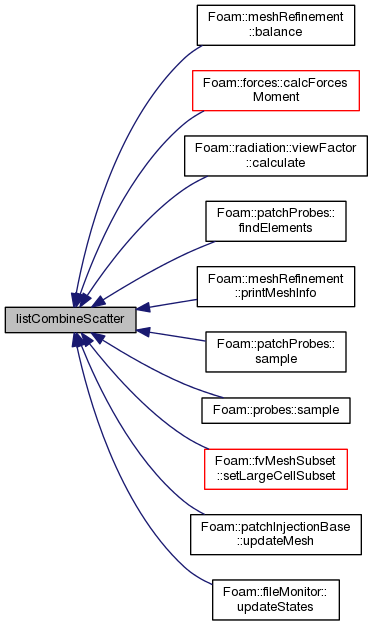 Foam::meshRefinement
::balance
Foam::forces::calcForces
Moment
Foam::radiation::viewFactor
::calculate
Foam::patchProbes::
findElements
Foam::meshRefinement
::printMeshInfo
listCombineScatter
Foam::patchProbes::
sample
Foam::probes::sample
Foam::fvMeshSubset
::setLargeCellSubset
Foam::patchInjectionBase
::updateMesh
Foam::fileMonitor::
updateStates